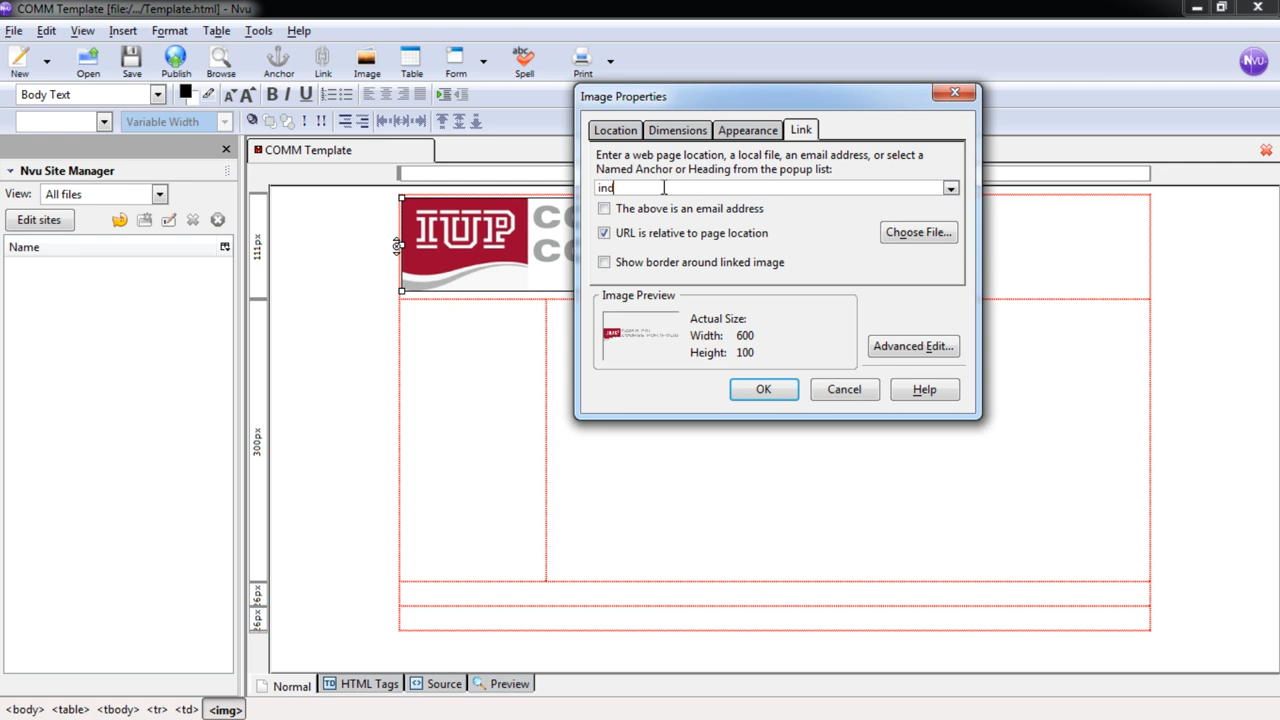 COMM Template [file:/.../Template.html] - Nvu
File Edit View Insert Format Table Tools Help
New Open Save Publish Browse Anchor Link Image Table Form Spell Print
NVU
Body Text
Variable Width
Nvu Site Manager
View: All files
Edit sites
Name
COMM Template
111px
300px
26px
26px
IUP
CO
CO
Image Properties
Location Dimensions Appearance Link
Enter a web page location, a local file, an email address, or select a
Named Anchor or Heading from the popup list:
ind
The above is an email address
URL is relative to page location
Choose File...
Show border around linked image
Image Preview
Actual Size:
Width: 600
Height: 100
Advanced Edit...
OK Cancel Help
Normal HTML Tags Source Preview
<body> <table> <tbody> <tr> <td> <img>